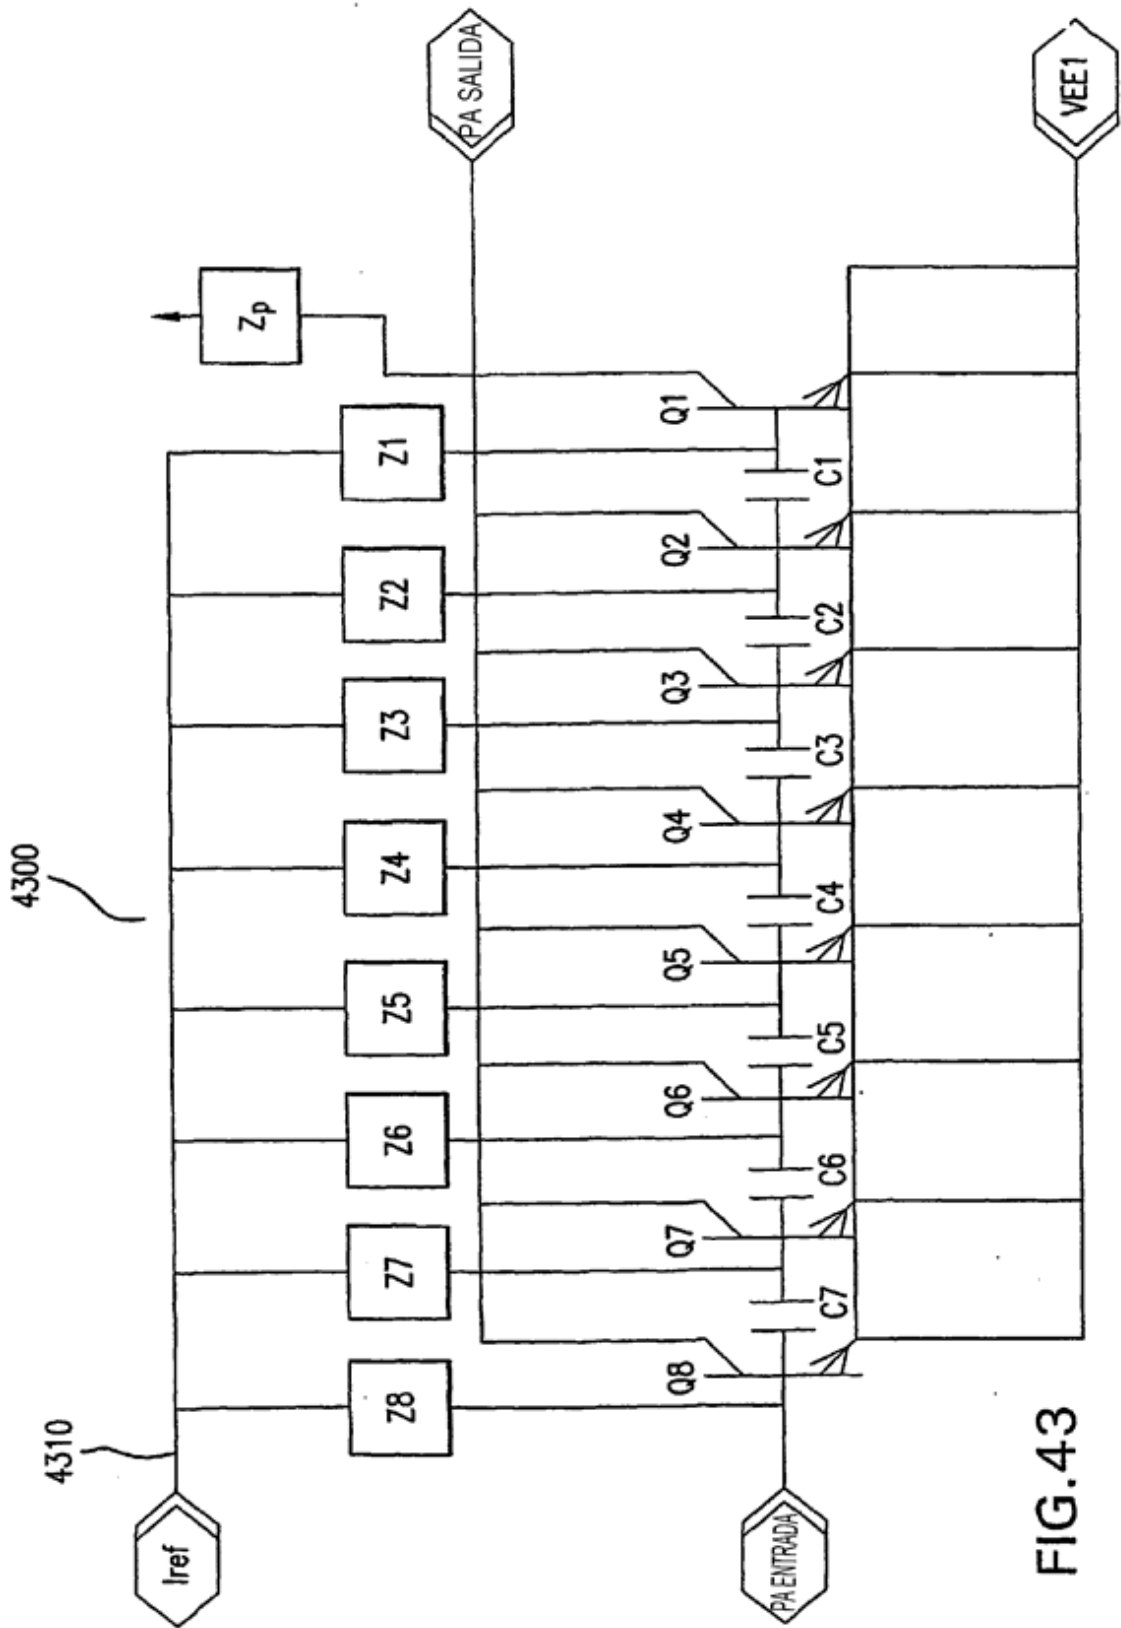 4300
4310
Iref
Z8
Z7
Z6
Z5
Z4
Z3
Z2
Z1
Zp
PA SALIDA
Q8
Q7
Q6
Q5
Q4
Q3
Q2
Q1
PA ENTRADA
C7
C6
C5
C4
C3
C2
C1
VEE1
FIG.43